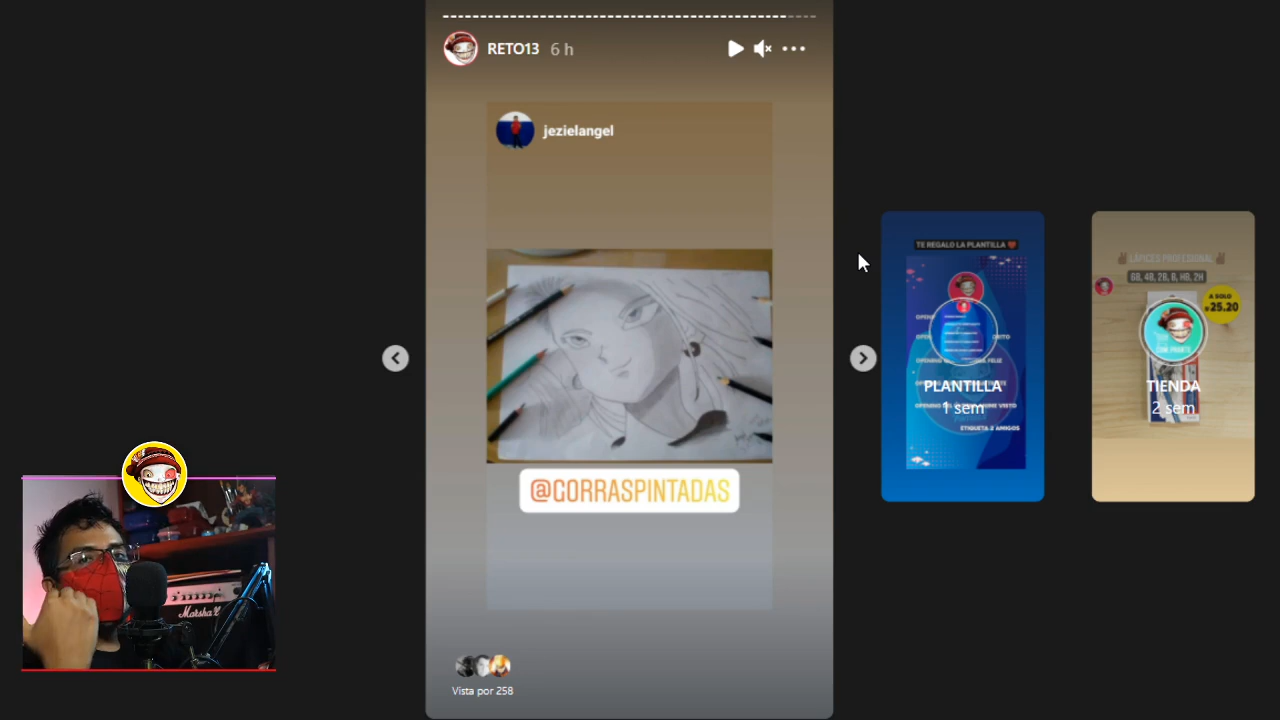 RETO13 6 h
jezielangel
@CORRASPINTADAS
Vista por 258
TE REGALO LA PLANTILLA
PLANTILLA
1 sem
ETIQUETA 2 AMIGOS
LÁPICES PROFESIONAL
6B, 4B, 2B, B, HB, 2H
A SOLO
25.20
TIENDA
2 sem
Marshall